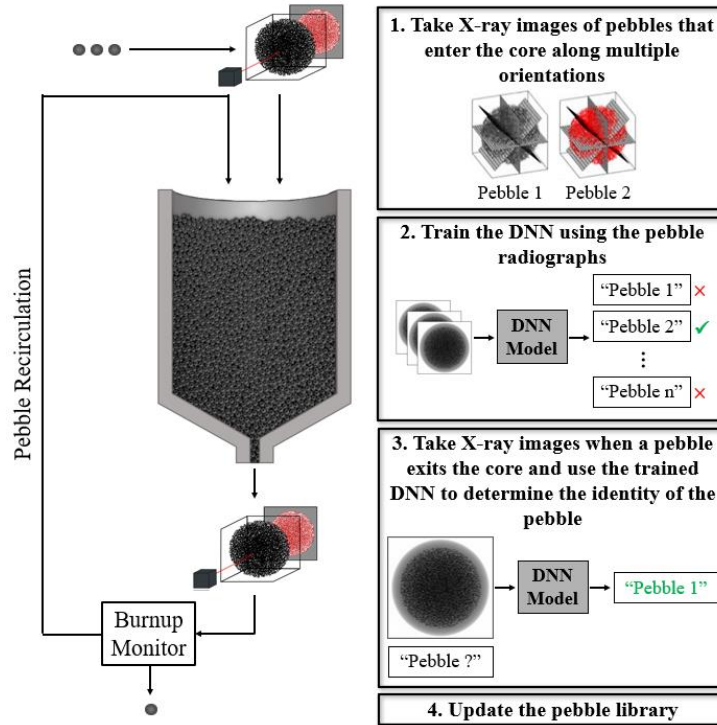 Pebble Recirculation
Burnup
Monitor
1. Take X-ray images of pebbles that
enter the core along multiple
orientations
Pebble 1 Pebble 2
2. Train the DNN using the pebble
radiographs
DNN
Model
“Pebble 1”
“Pebble 2”
“Pebble n”
3. Take X-ray images when a pebble
exits the core and use the trained
DNN to determine the identity of the
pebble
“Pebble ?”
DNN
Model
“Pebble 1”
4. Update the pebble library